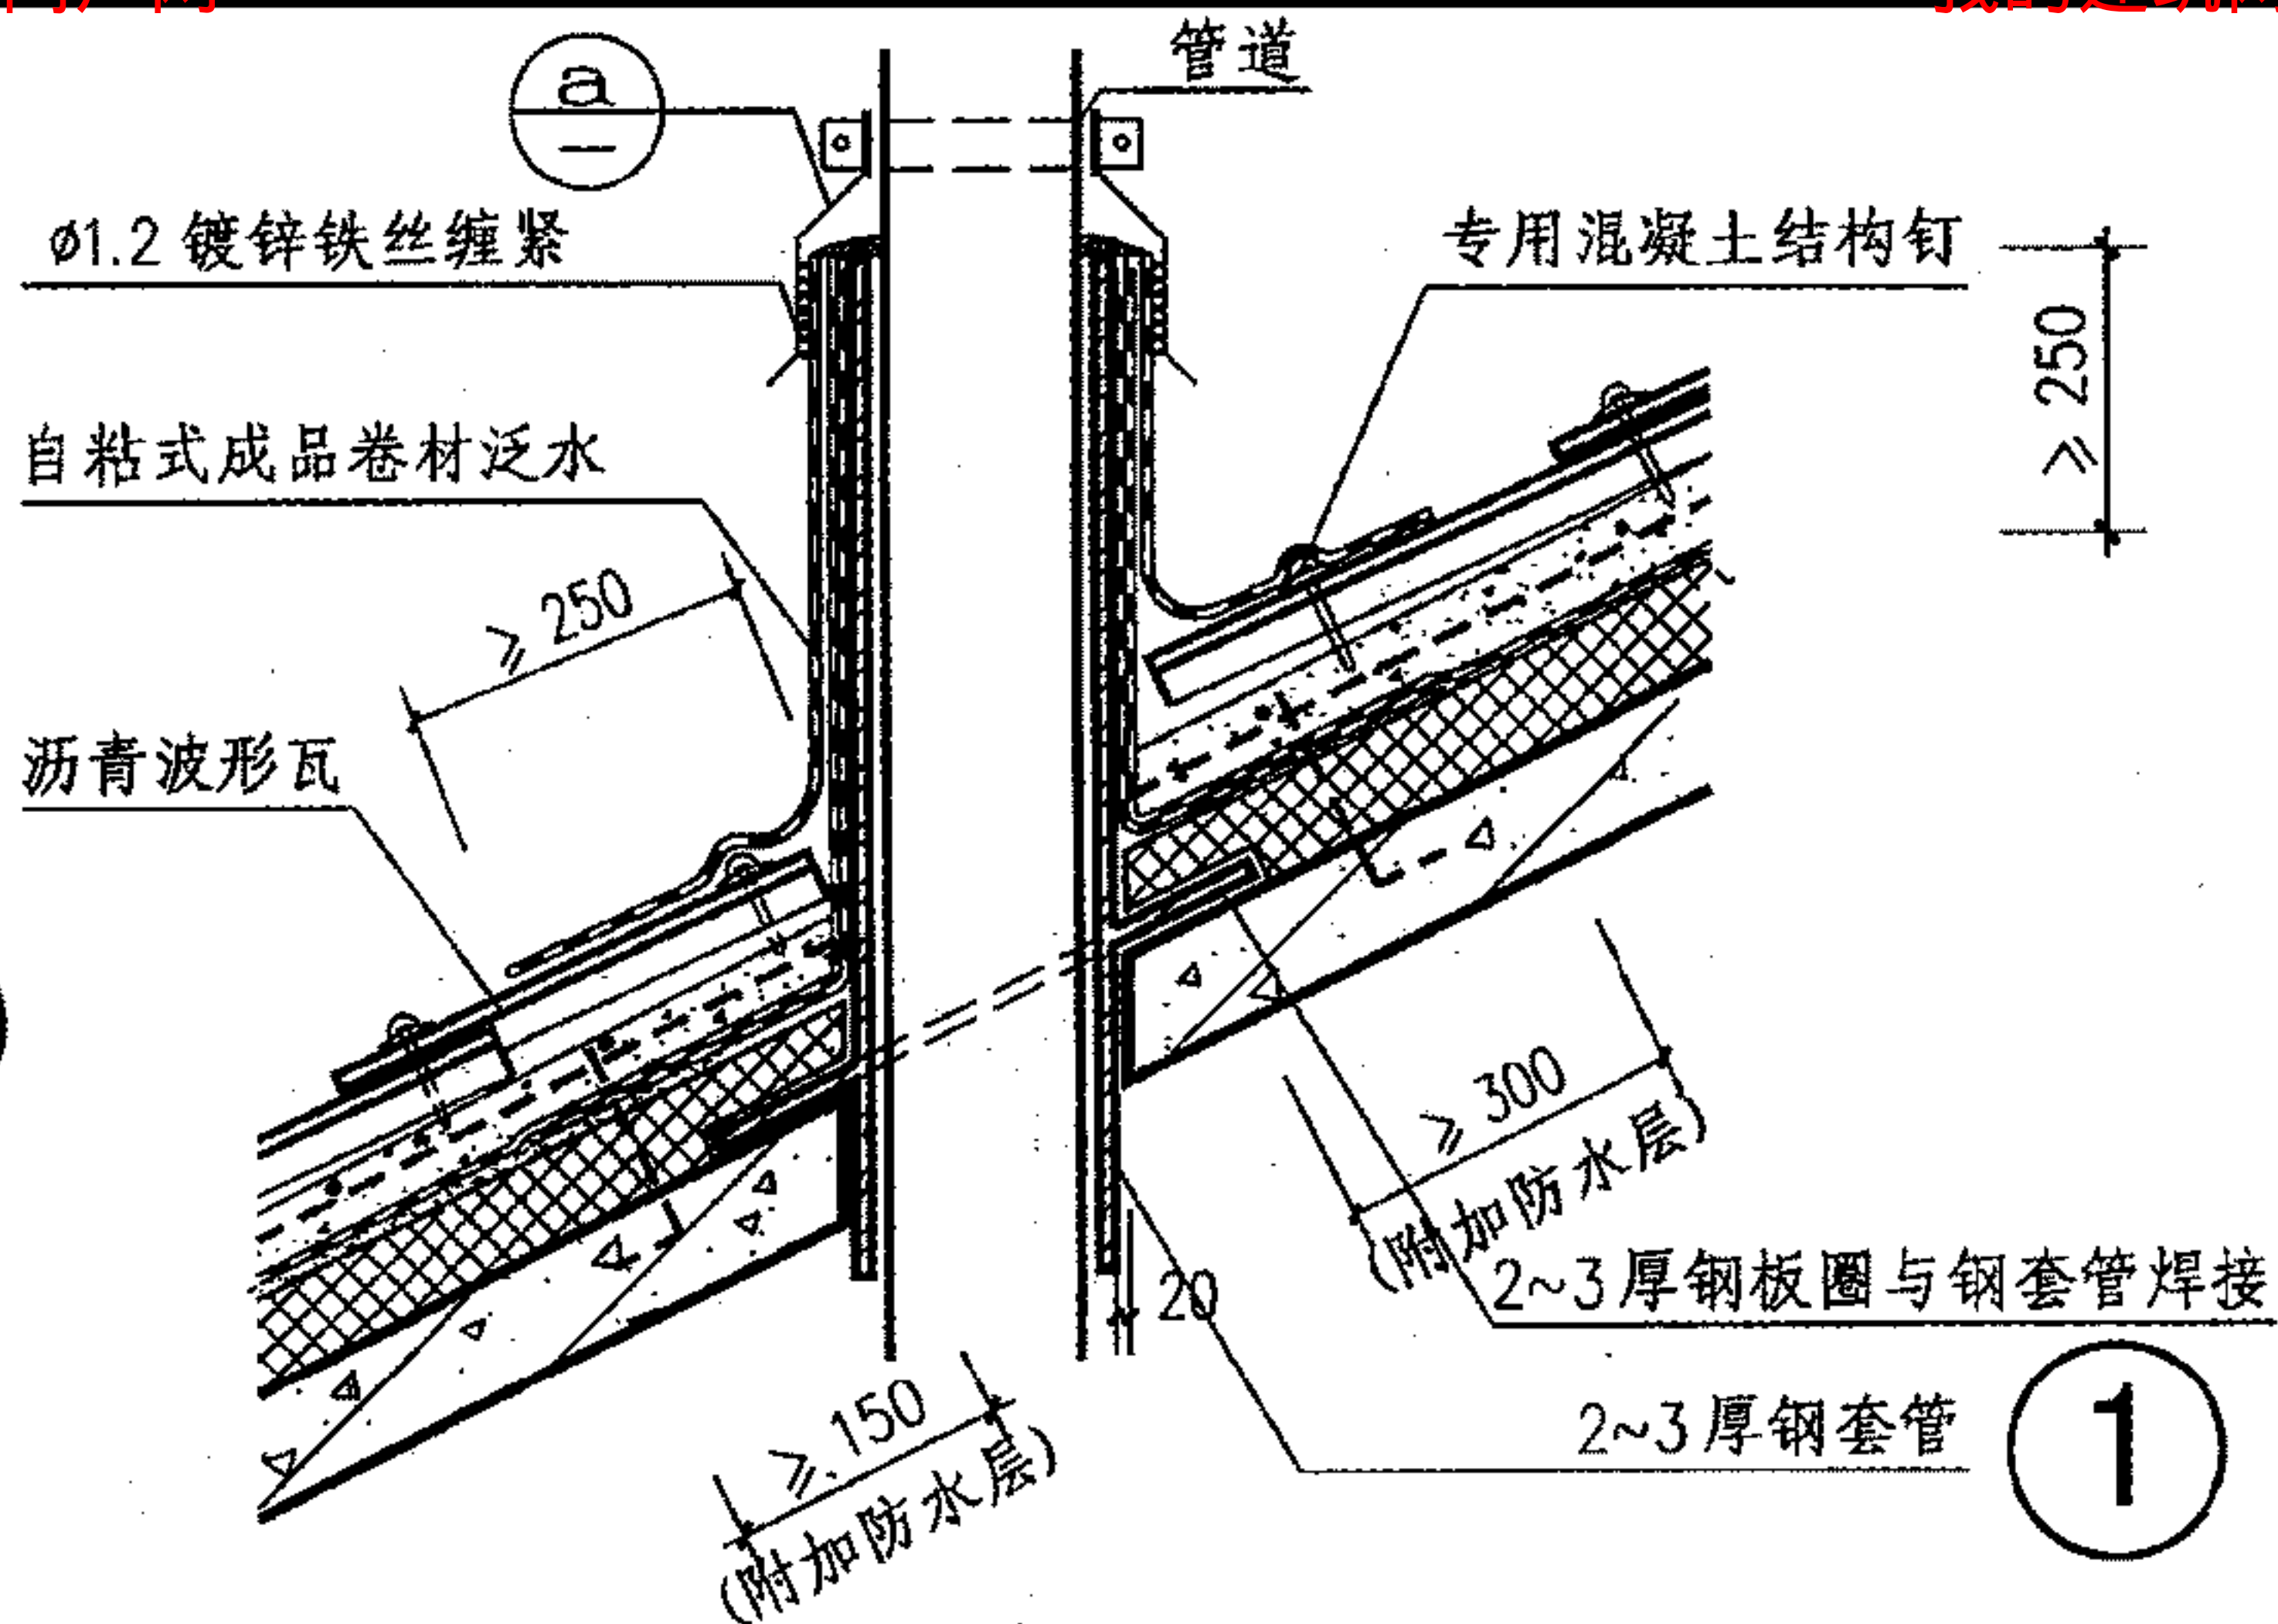 管道
a
ø1.2 镀锌铁丝缠紧
专用混凝土结构钉
≥250
自粘式成品卷材泛水
≥250
沥青波形瓦
≥300
(附加防水层)
2~3厚钢板圈与钢套管焊接
20
2~3厚钢套管
1
≥150
(附加防水层)